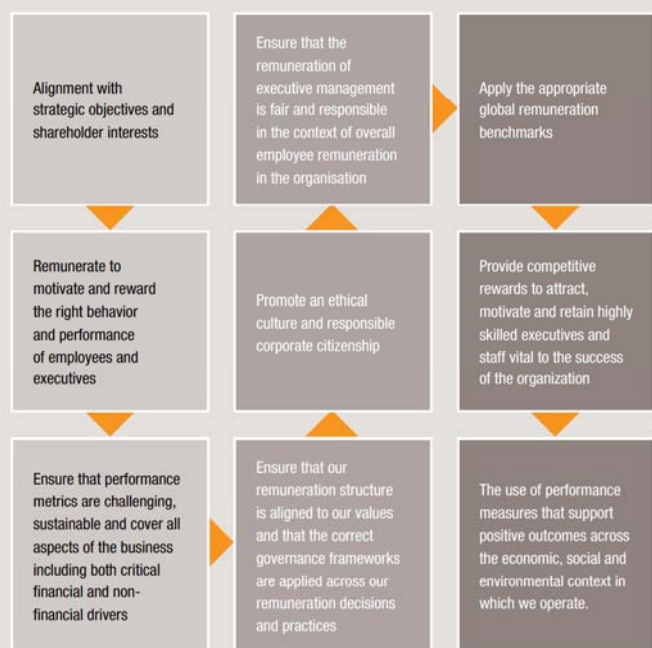 Alignment with
strategic objectives and
shareholder interests
Remunerate to
motivate and reward
the right behavior
and performance
of employees and
executives
Ensure that performance
metrics are challenging,
sustainable and cover all
aspects of the business
including both critical
financial and non-
financial drivers
Ensure that our
remuneration structure
is aligned to our values
and that the correct
governance frameworks
are applied across our
remuneration decisions
and practices
Promote an ethical
culture and responsible
corporate citizenship
Ensure that the
remuneration of
executive management
is fair and responsible
in the context of overall
employee remuneration
in the organisation
Apply the appropriate
global remuneration
benchmarks
Provide competitive
rewards to attract,
motivate and retain highly
skilled executives and
staff vital to the success
of the organization
The use of performance
measures that support
positive outcomes across
the economic, social and
environmental context in
which we operate.